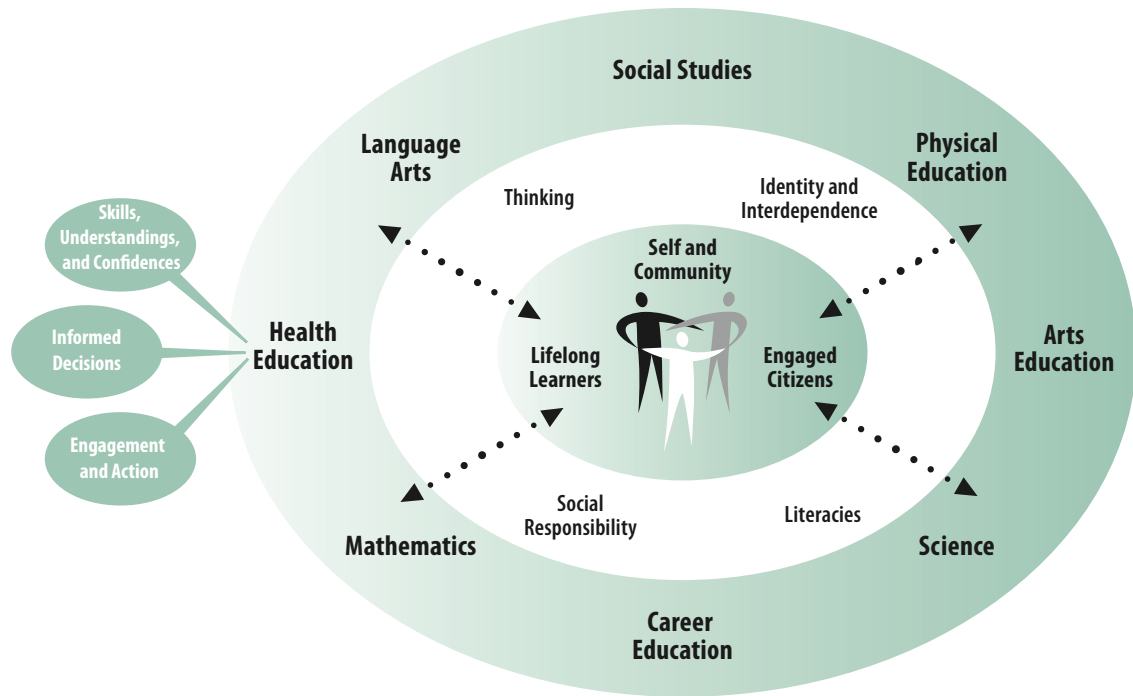 Social Studies
Language
Arts
Physical
Education
Thinking
Identity and
Interdependence
Skills,
Understandings,
and Confidences
Self and
Community
Informed
Decisions
Health
Education
Lifelong
Learners
Engaged
Citizens
Arts
Education
Engagement
and Action
Social
Responsibility
Literacies
Mathematics
Science
Career
Education